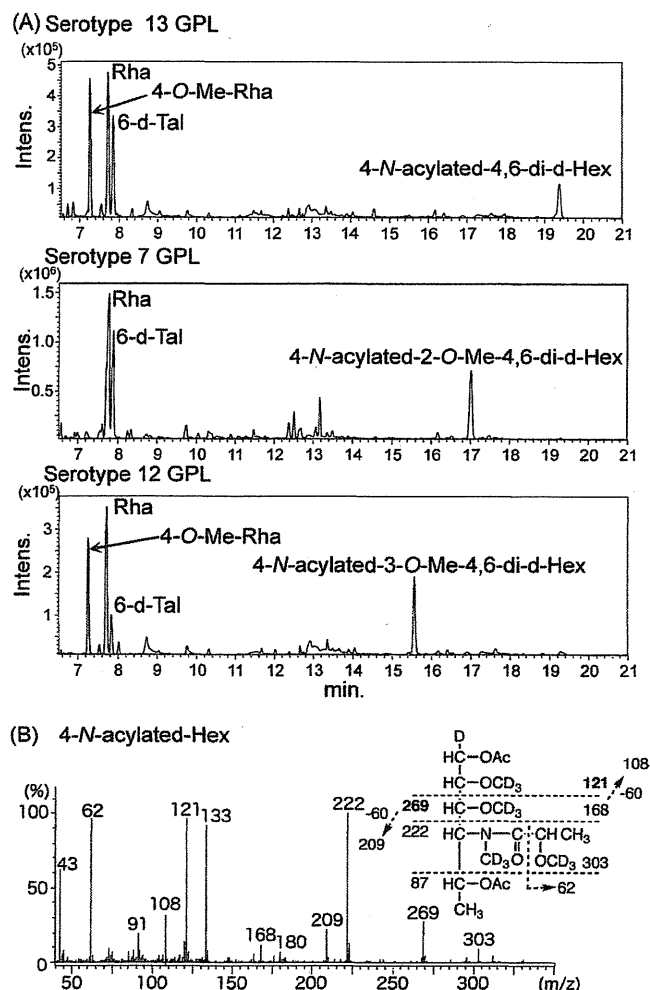 (A) Serotype 13 GPL
(x10⁵)
Intens.
5
4
3
2
1
Rha
4-O-Me-Rha
6-d-Tal
4-N-acylated-4,6-di-d-Hex
7 8 9 10 11 12 13 14 15 16 17 18 19 20 21
Serotype 7 GPL
(x10⁶)
Intens.
1.5
1.0
0.5
Rha
6-d-Tal
4-N-acylated-2-O-Me-4,6-di-d-Hex
7 8 9 10 11 12 13 14 15 16 17 18 19 20 21
Serotype 12 GPL
(x10⁵)
Intens.
3
2
1
Rha
4-O-Me-Rha
6-d-Tal
4-N-acylated-3-O-Me-4,6-di-d-Hex
7 8 9 10 11 12 13 14 15 16 17 18 19 20 21
min.
(B) 4-N-acylated-Hex
(%)
100
50
0
43
62
91
108
121
133
168
180
209
222
269
303
50 100 150 200 250 300 (m/z)
D
HC—OAc
HC—OCD₃ 121 108
-60 269 HC—OCD₃ 168 -60
209 222 HC—N—C—CH—CH₃
CD₃ O OCD₃ 303
87 HC—OAc 62
CH₃